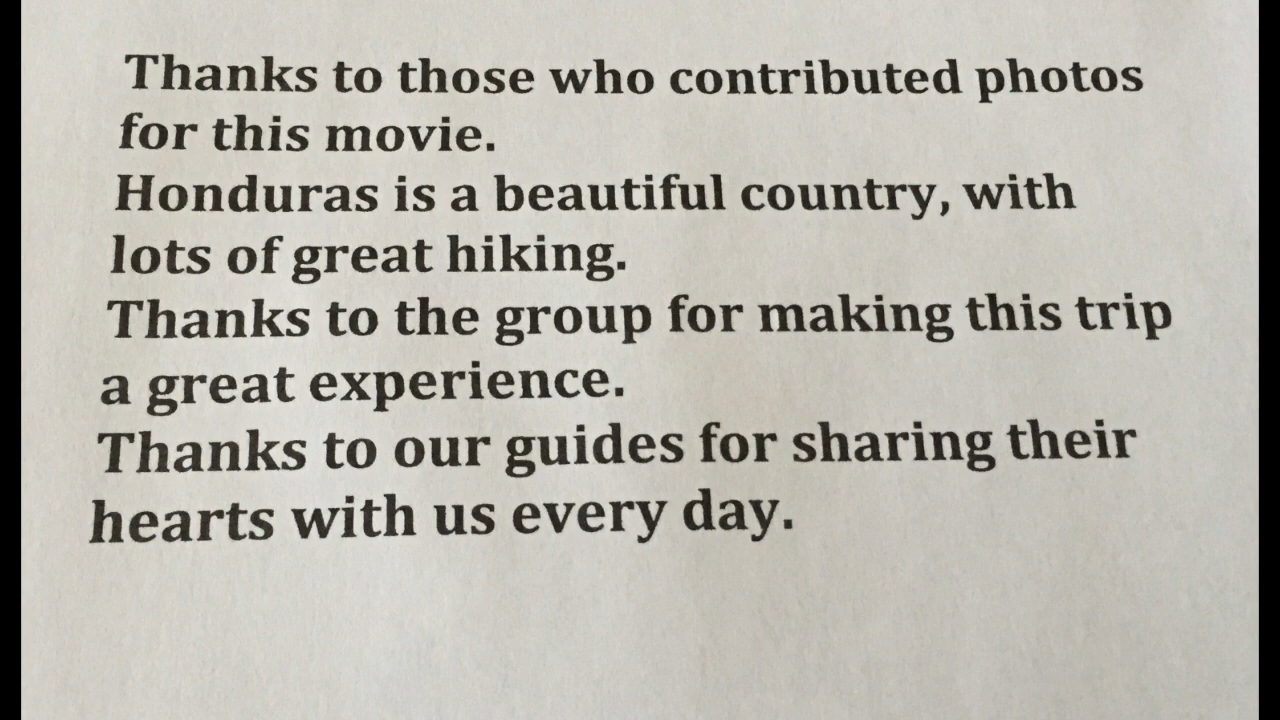 Thanks to those who contributed photos
for this movie.
Honduras is a beautiful country, with
lots of great hiking.
Thanks to the group for making this trip
a great experience.
Thanks to our guides for sharing their
hearts with us every day.